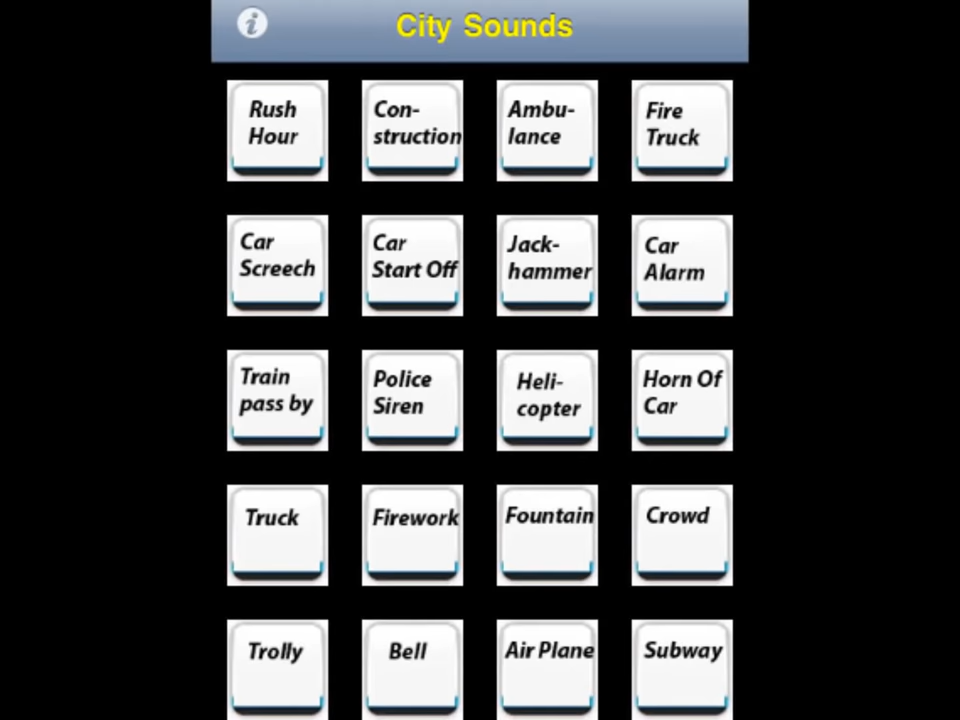 City Sounds
Rush
Hour
Con-
struction
Ambu-
lance
Fire
Truck
Car
Screech
Car
Start Off
Jack-
hammer
Car
Alarm
Train
pass by
Police
Siren
Heli-
copter
Horn Of
Car
Truck
Firework
Fountain
Crowd
Trolly
Bell
Air Plane
Subway